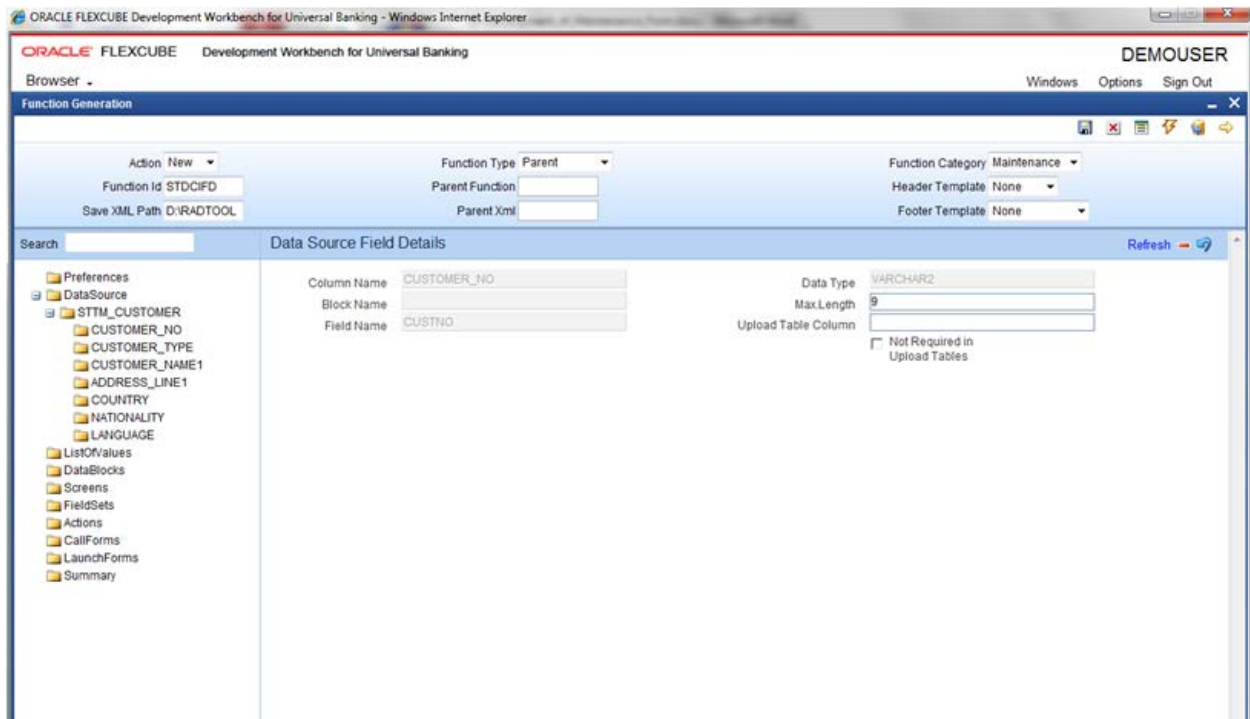 ORACLE FLEXCUBE Development Workbench for Universal Banking - Windows Internet Explorer
ORACLE FLEXCUBE Development Workbench for Universal Banking
DEMOUSER
Browser
Windows Options Sign Out
Function Generation
Action New Function Type Parent Function Category Maintenance
Function Id STDCIFD Parent Function Header Template None
Save XML Path D:\RADTOOL Parent Xml Footer Template None
Search Data Source Field Details Refresh
Preferences
DataSource
STTM_CUSTOMER
CUSTOMER_NO
CUSTOMER_TYPE
CUSTOMER_NAME1
ADDRESS_LINE1
COUNTRY
NATIONALITY
LANGUAGE
ListOfValues
DataBlocks
Screens
FieldSets
Actions
CallForms
LaunchForms
Summary
Column Name CUSTOMER_NO Data Type VARCHAR2
Block Name Max.Length 9
Field Name CUSTNO Upload Table Column
Not Required in
Upload Tables